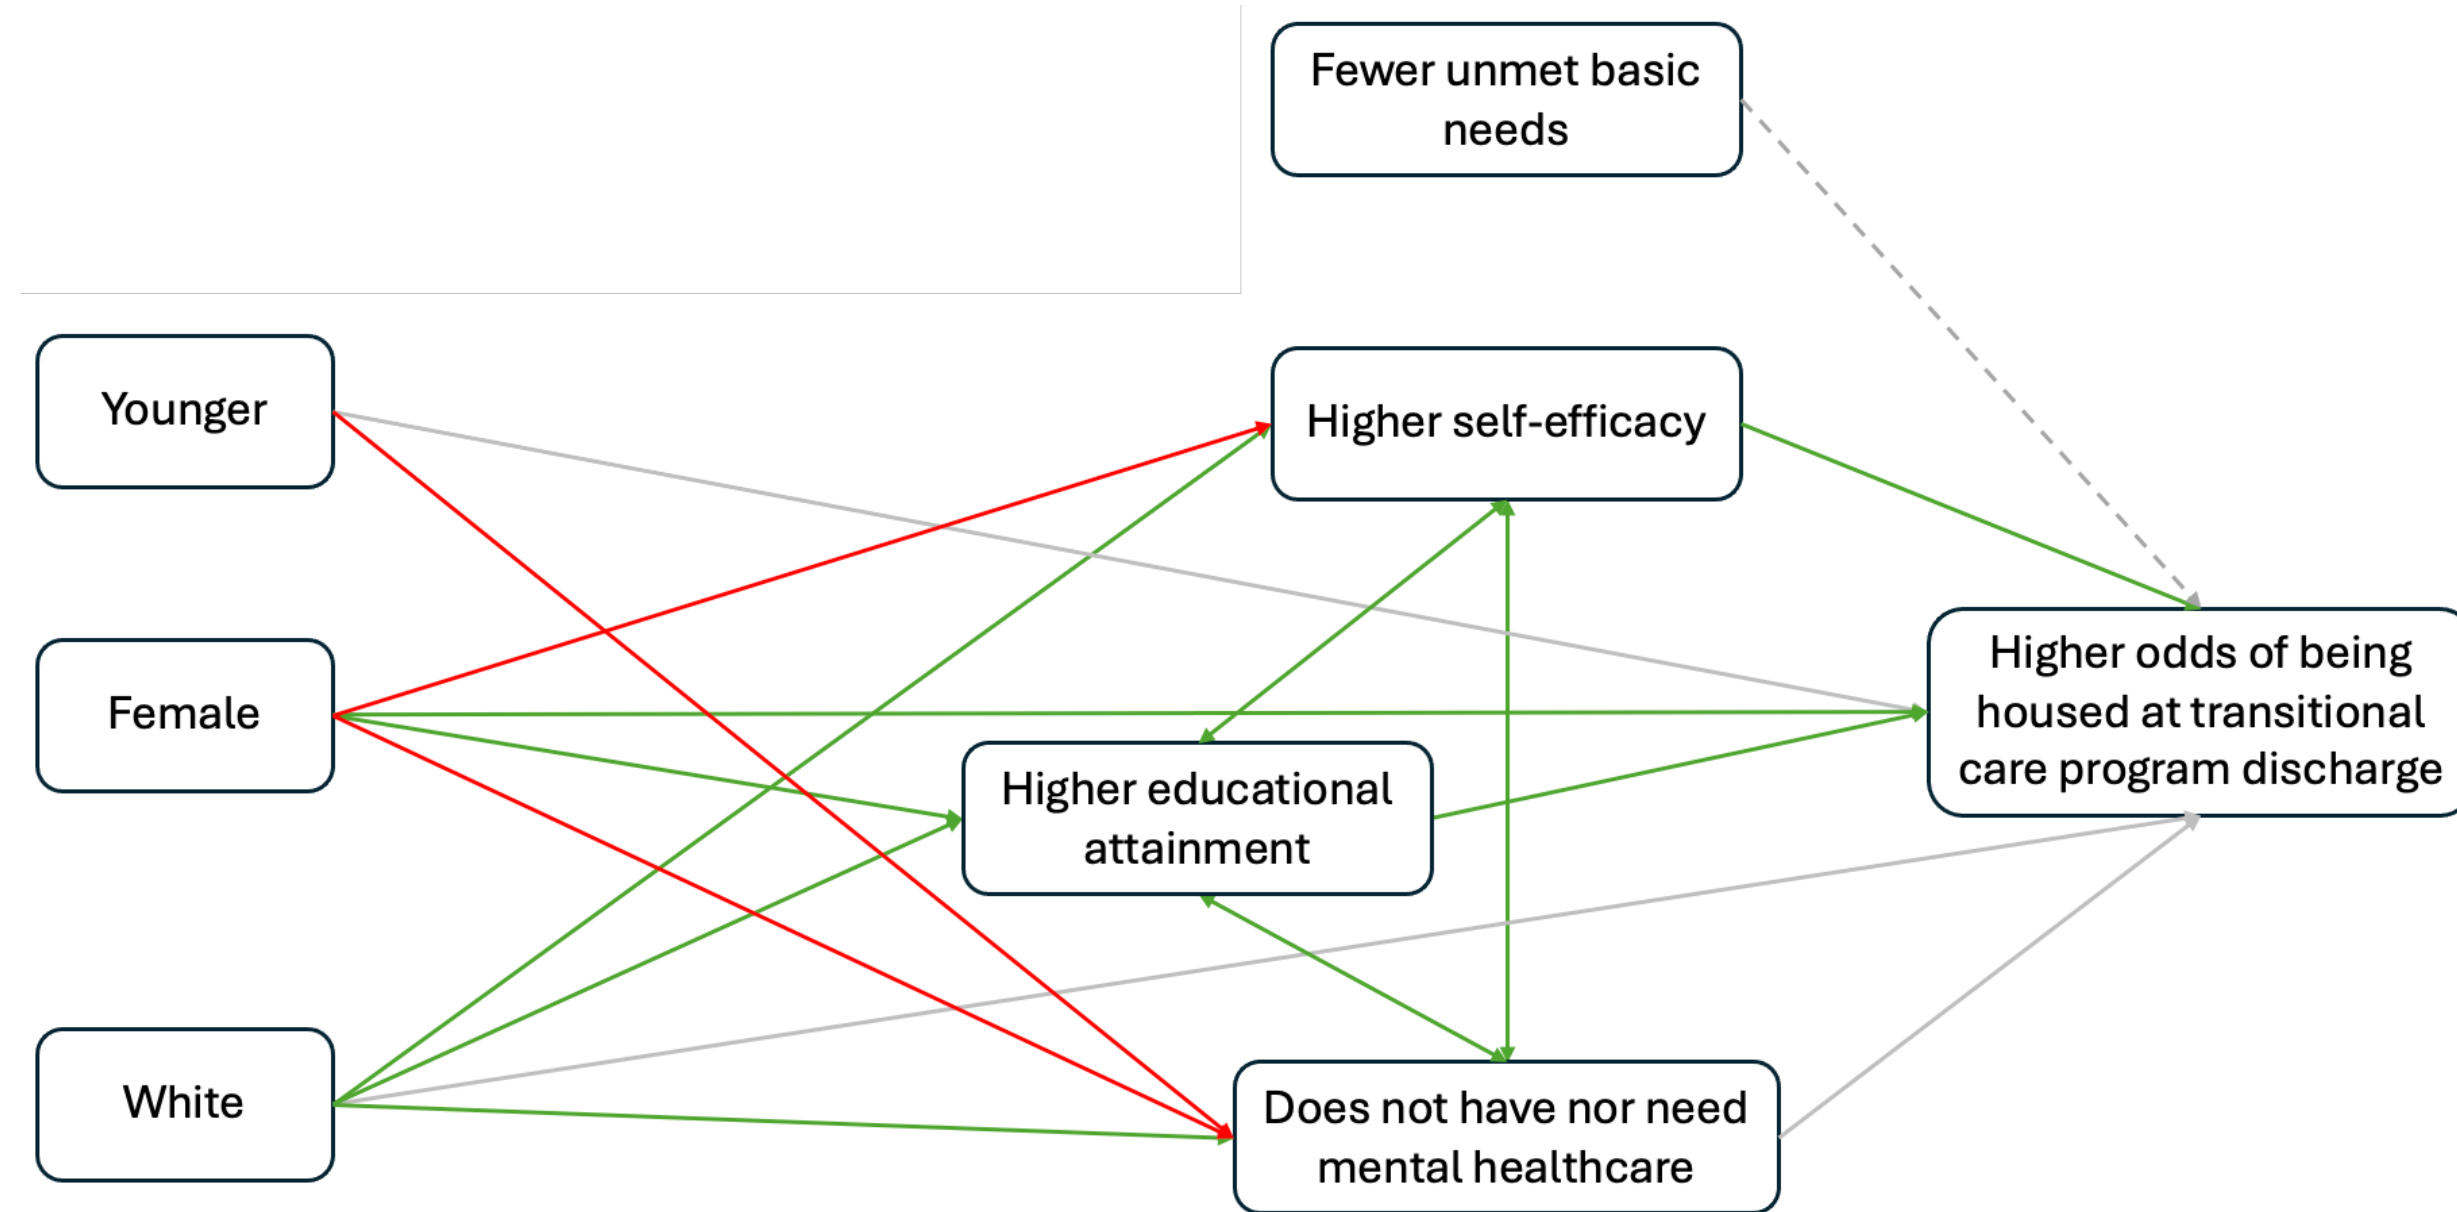 Fewer unmet basic
needs
Younger
Higher self-efficacy
Female
Higher odds of being
housed at transitional
care program discharge
Higher educational
attainment
White
Does not have nor need
mental healthcare